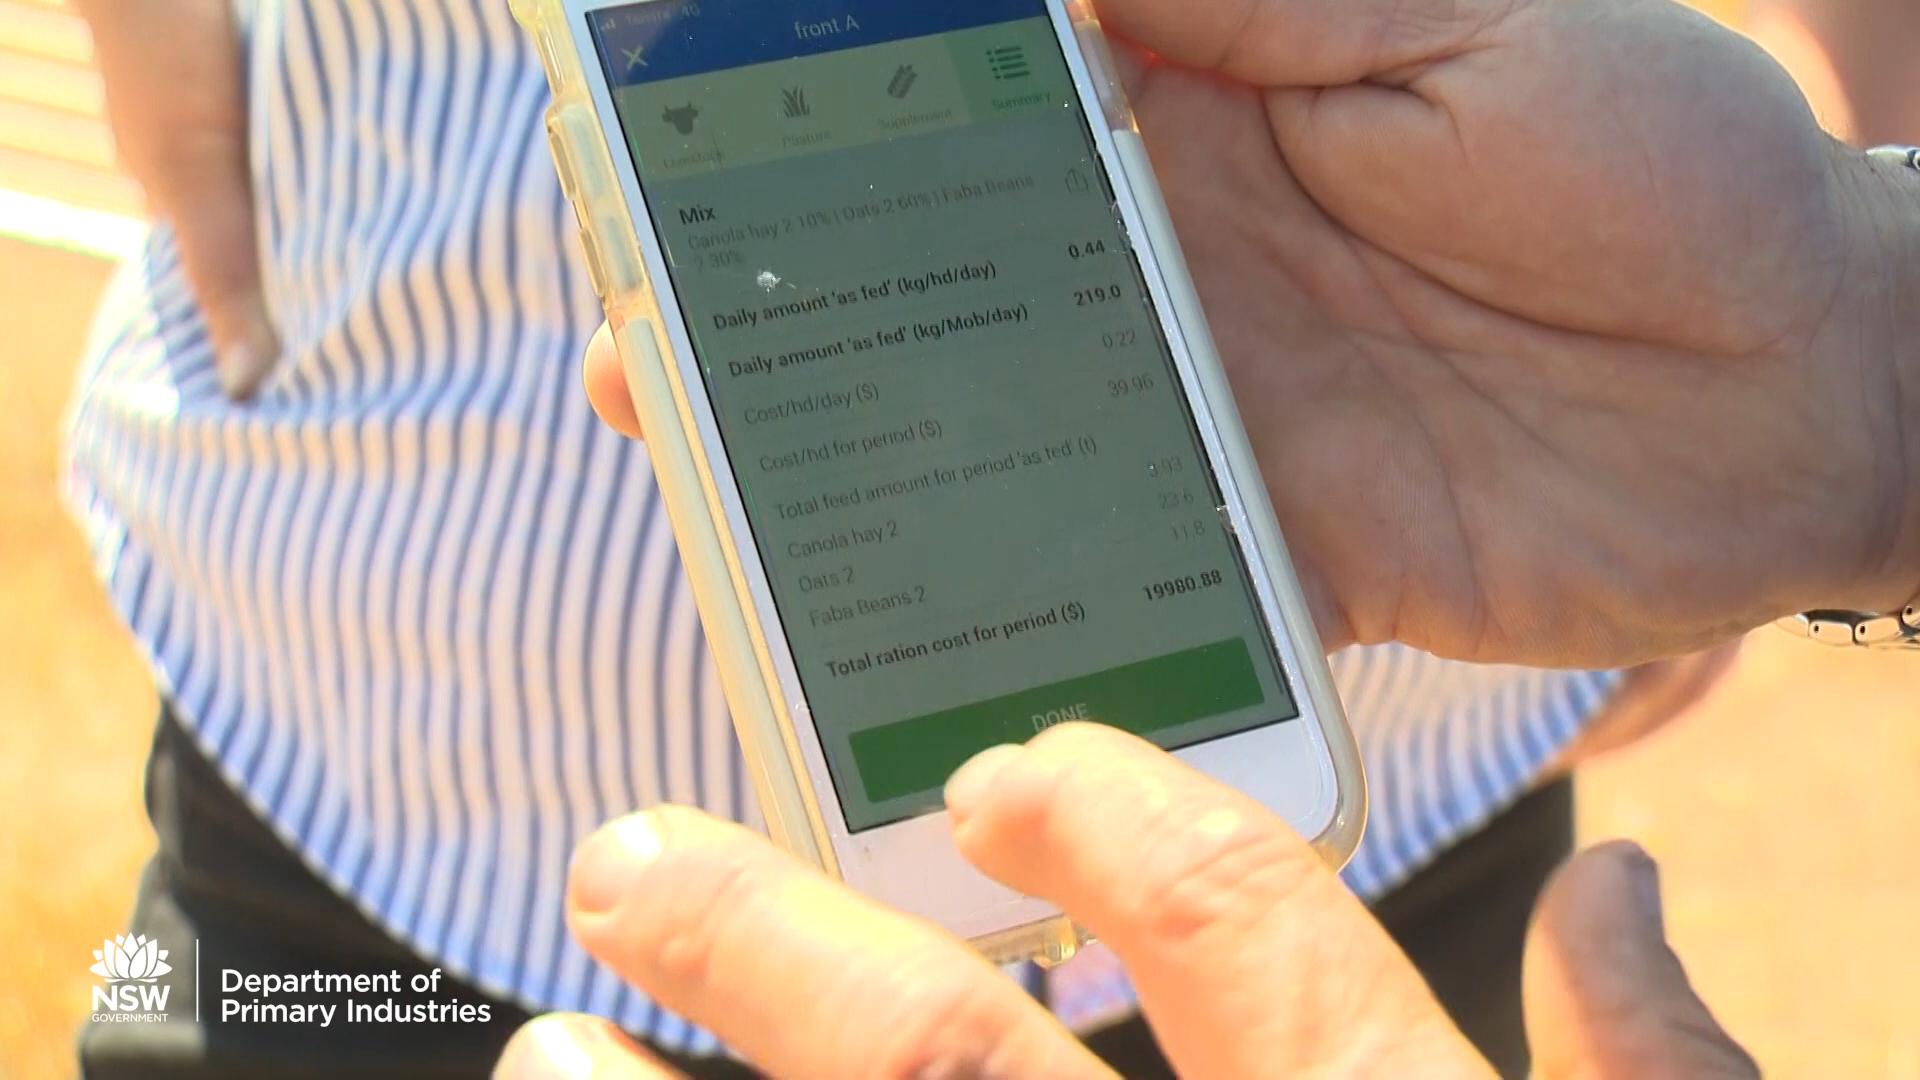 Telstra 4G
front A
Livestock Pasture Supplement Summary
Mix
Canola hay 2 10% | Oats 2 60% | Faba Beans
2 30%
Daily amount 'as fed' (kg/hd/day) 0.44
Daily amount 'as fed' (kg/Mob/day) 219.0
Cost/hd/day ($) 0.22
Cost/hd for period ($) 39.96
Total feed amount for period 'as fed' (t)
Canola hay 2 3.93
Oats 2 23.6
Faba Beans 2 11.8
Total ration cost for period ($) 19980.88
DONE
NSW
GOVERNMENT
Department of
Primary Industries